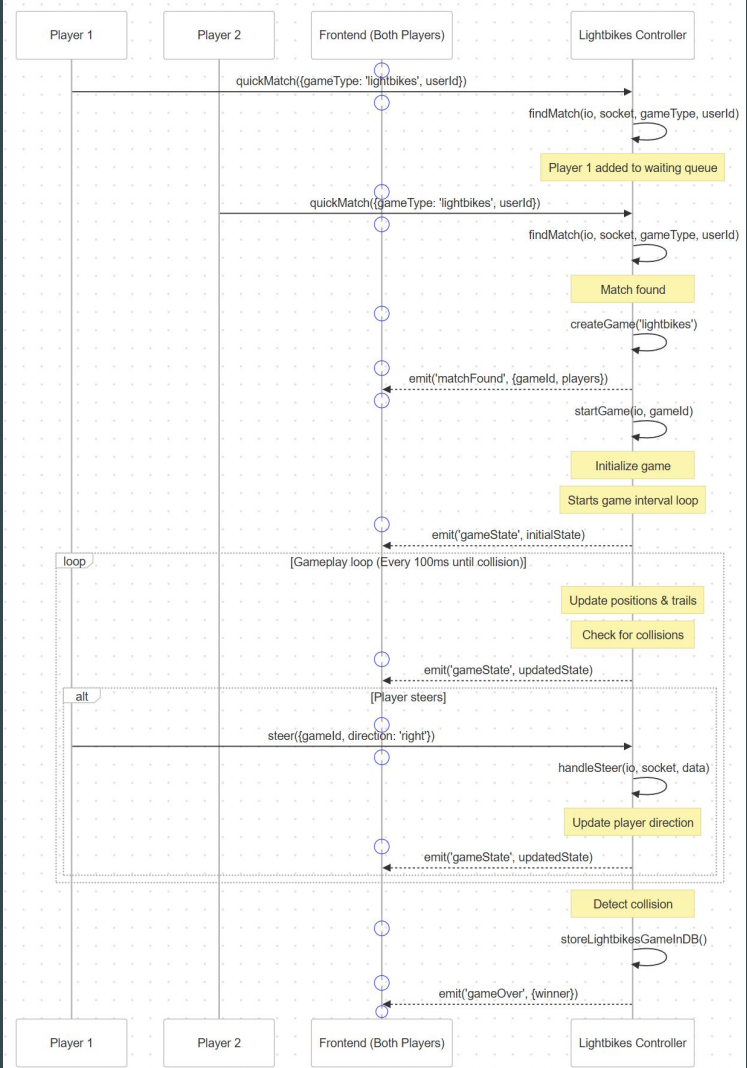 Player 1
Player 2
Frontend (Both Players)
Lightbikes Controller
quickMatch({gameType: 'lightbikes', userId})
findMatch(io, socket, gameType, userId)
Player 1 added to waiting queue
quickMatch({gameType: 'lightbikes', userId})
findMatch(io, socket, gameType, userId)
Match found
createGame('lightbikes')
emit('matchFound', {gameId, players})
startGame(io, gameId)
Initialize game
Starts game interval loop
emit('gameState', initialState)
loop
[Gameplay loop (Every 100ms until collision)]
Update positions & trails
Check for collisions
emit('gameState', updatedState)
alt
[Player steers]
steer({gameId, direction: 'right'})
handleSteer(io, socket, data)
Update player direction
emit('gameState', updatedState)
Detect collision
storeLightbikesGameInDB()
emit('gameOver', {winner})
Player 1
Player 2
Frontend (Both Players)
Lightbikes Controller